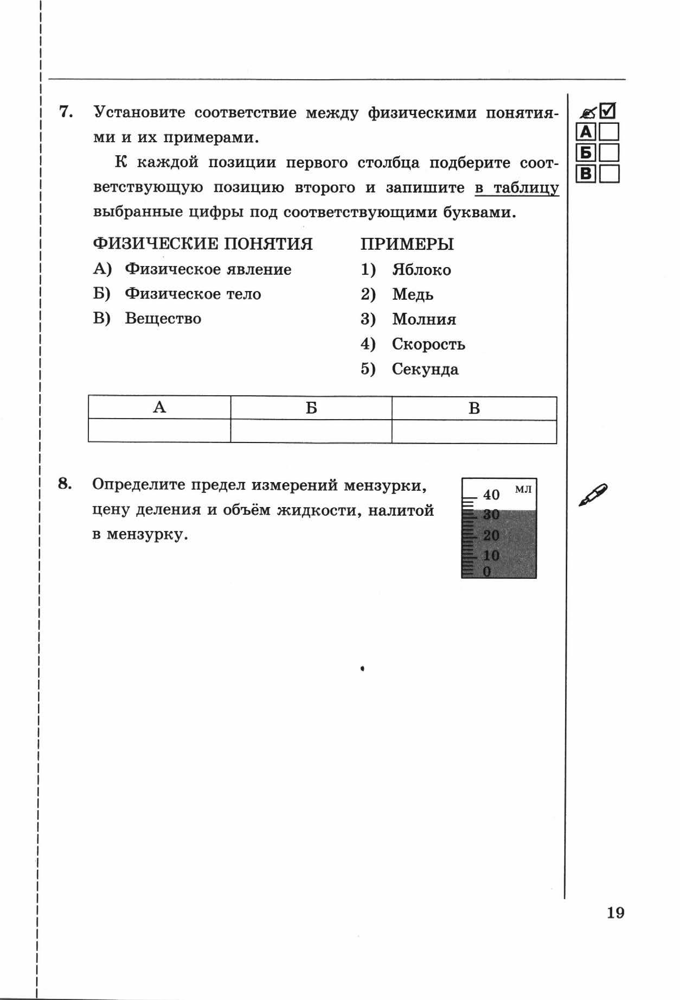 7. Установите соответствие между физическими понятия-
ми и их примерами.
К каждой позиции первого столбца подберите соот-
ветствующую позицию второго и запишите в таблицу
выбранные цифры под соответствующими буквами.
А
Б
В
ФИЗИЧЕСКИЕ ПОНЯТИЯ ПРИМЕРЫ
А) Физическое явление 1) Яблоко
Б) Физическое тело 2) Медь
В) Вещество 3) Молния
4) Скорость
5) Секунда
А Б В
8. Определите предел измерений мензурки,
цену деления и объём жидкости, налитой
в мензурку.
40 мл
30
20
10
0
19